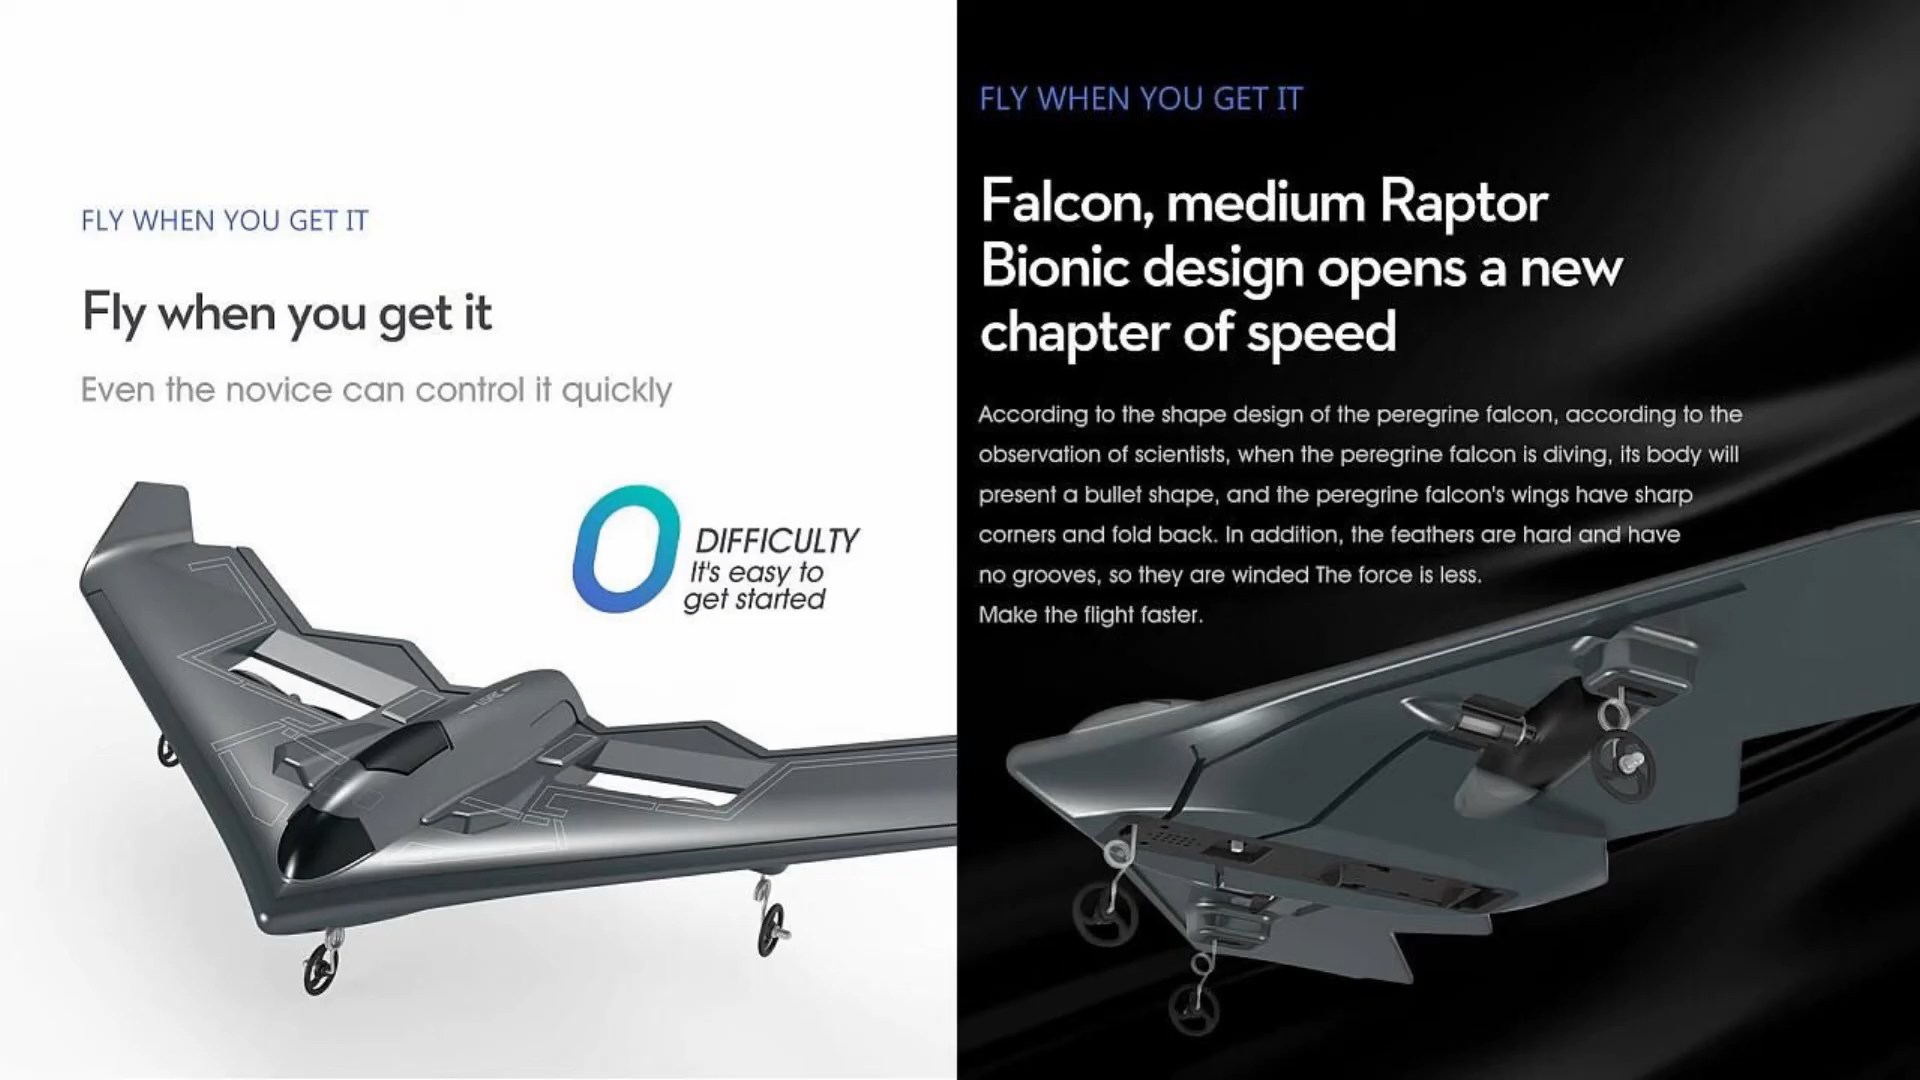 FLY WHEN YOU GET IT
Fly when you get it
Even the novice can control it quickly
0 DIFFICULTY
It's easy to
get started
FLY WHEN YOU GET IT
Falcon, medium Raptor
Bionic design opens a new
chapter of speed
According to the shape design of the peregrine falcon, according to the
observation of scientists, when the peregrine falcon is diving, its body will
present a bullet shape, and the peregrine falcon's wings have sharp
corners and fold back. In addition, the feathers are hard and have
no grooves, so they are winded The force is less.
Make the flight faster.